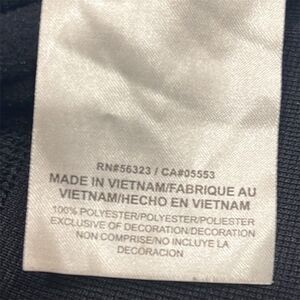 RN#56323 / CA#05553
MADE IN VIETNAM/FABRIQUE AU
VIETNAM/HECHO EN VIETNAM
100% POLYESTER/POLYESTER/POLIESTER
EXCLUSIVE OF DECORATION/DECORATION
NON COMPRISE/NO INCLUYE LA
DECORACIÓN